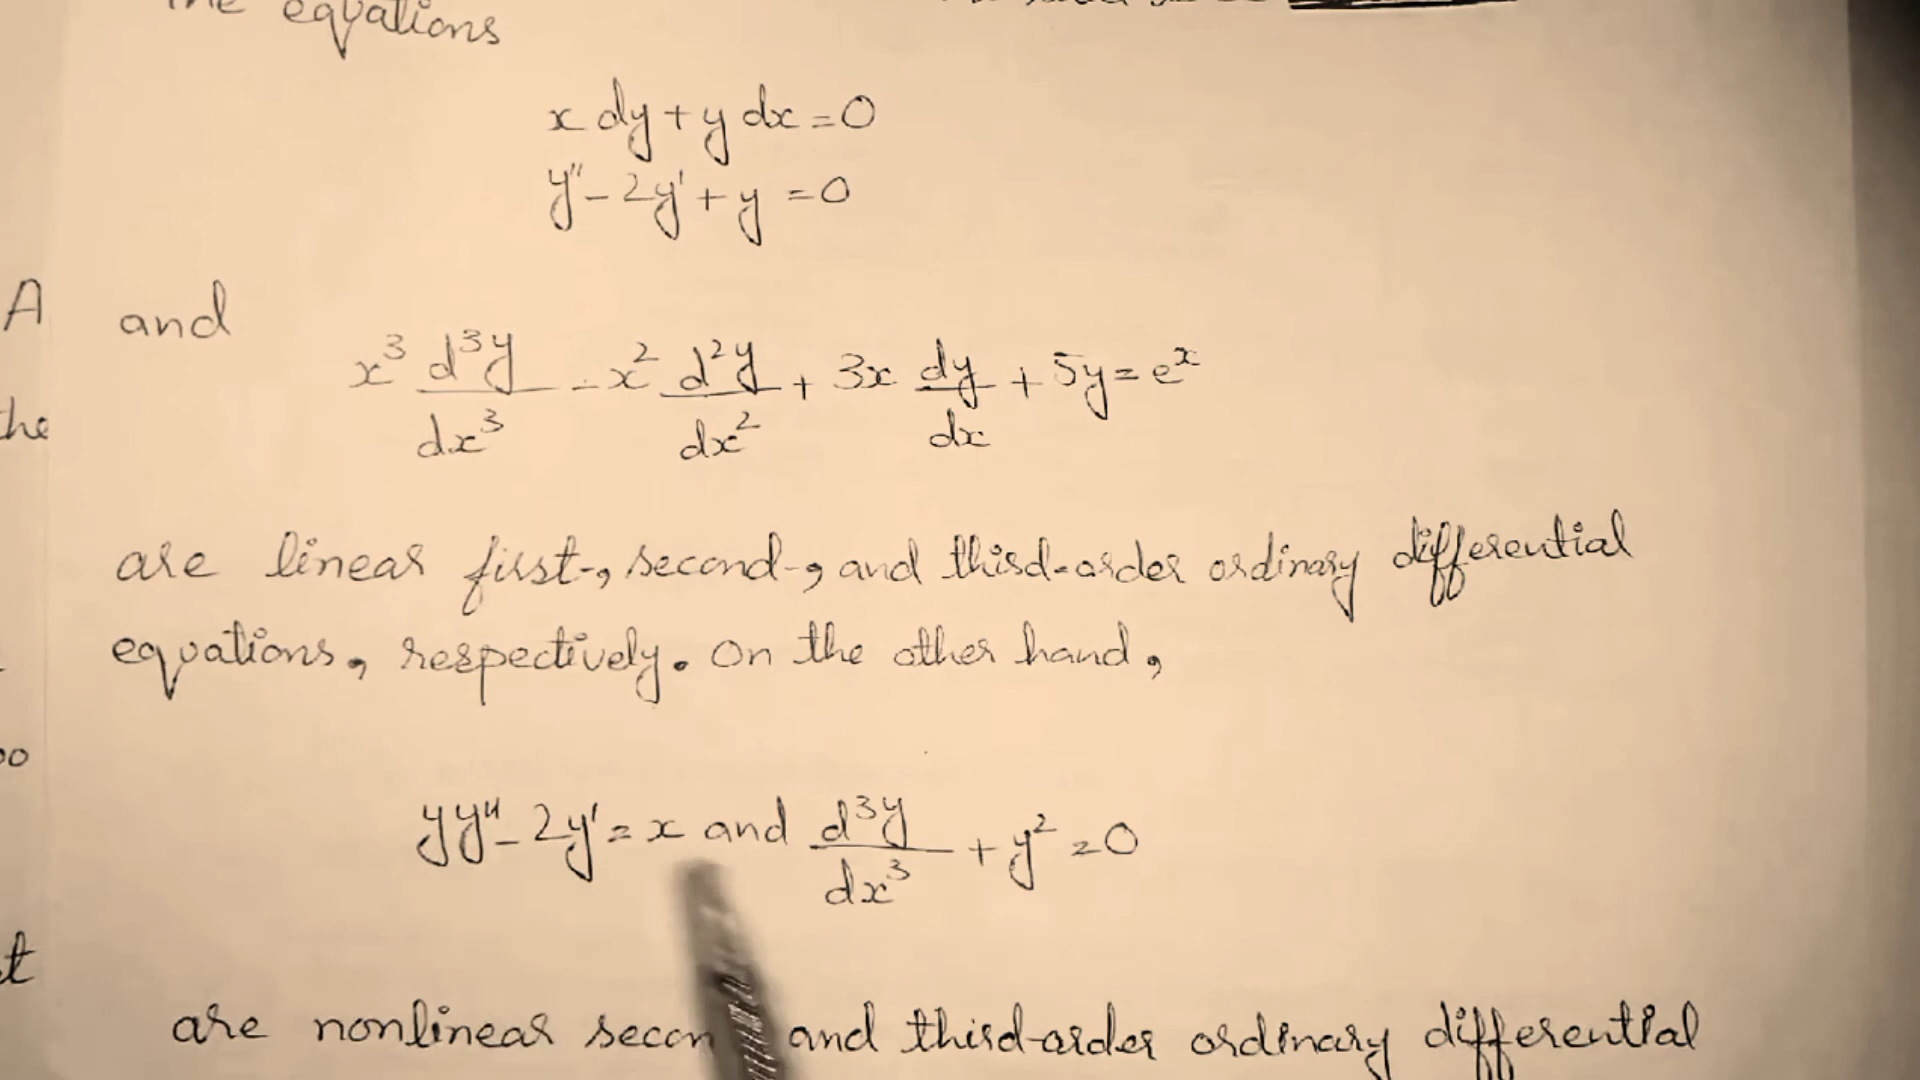 The equations
x dy + y dx = 0
y'' - 2y' + y = 0
A and
x³ d³y/dx³ - x² d²y/dx² + 3x dy/dx + 5y = eˣ
the
are linear first-, second-, and third-order ordinary differential
equations, respectively. On the other hand,
yy'' - 2y' = x and d³y/dx³ + y² = 0
are nonlinear and third-order ordinary differential